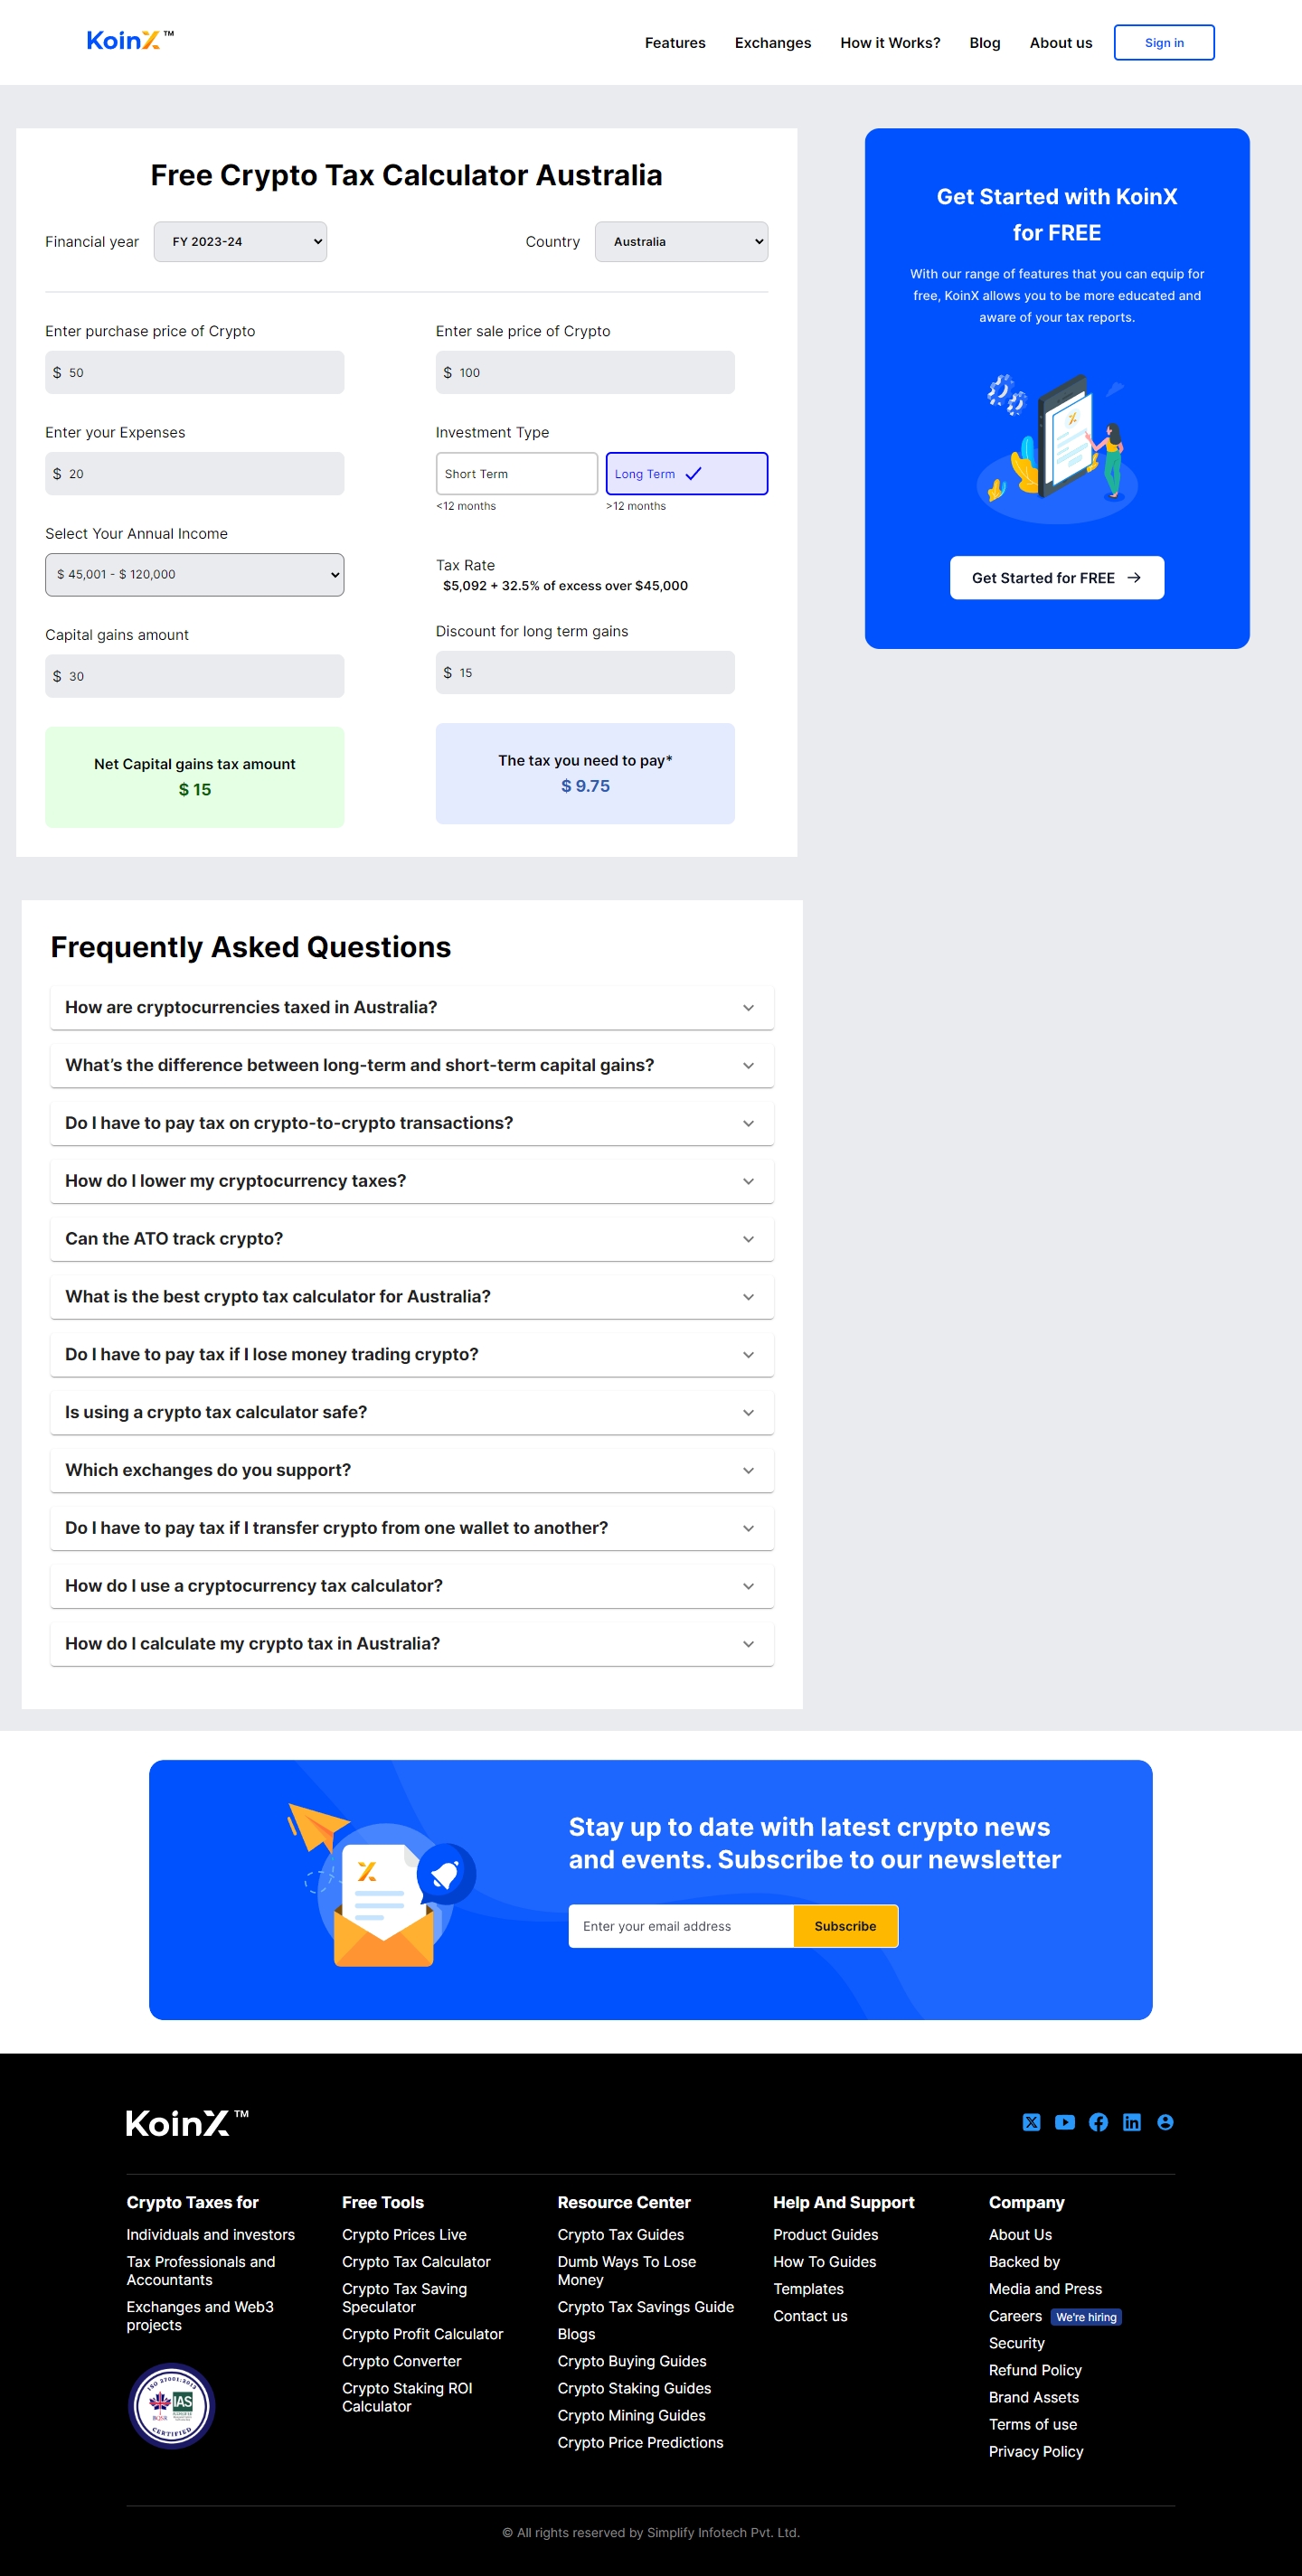 KoinX™
Features
Exchanges
How it Works?
Blog
About us
Sign in
Free Crypto Tax Calculator Australia
Financial year
FY 2023-24
Country
Australia
Enter purchase price of Crypto
$ 50
Enter sale price of Crypto
$ 100
Enter your Expenses
$ 20
Investment Type
Short Term
<12 months
Long Term
>12 months
Select Your Annual Income
$ 45,001 - $ 120,000
Tax Rate
$5,092 + 32.5% of excess over $45,000
Capital gains amount
$ 30
Discount for long term gains
$ 15
Net Capital gains tax amount
$ 15
The tax you need to pay*
$ 9.75
Get Started with KoinX
for FREE
With our range of features that you can equip for
free, KoinX allows you to be more educated and
aware of your tax reports.
Get Started for FREE
Frequently Asked Questions
How are cryptocurrencies taxed in Australia?
What’s the difference between long-term and short-term capital gains?
Do I have to pay tax on crypto-to-crypto transactions?
How do I lower my cryptocurrency taxes?
Can the ATO track crypto?
What is the best crypto tax calculator for Australia?
Do I have to pay tax if I lose money trading crypto?
Is using a crypto tax calculator safe?
Which exchanges do you support?
Do I have to pay tax if I transfer crypto from one wallet to another?
How do I use a cryptocurrency tax calculator?
How do I calculate my crypto tax in Australia?
Stay up to date with latest crypto news
and events. Subscribe to our newsletter
Enter your email address
Subscribe
KoinX™
Crypto Taxes for
Individuals and investors
Tax Professionals and
Accountants
Exchanges and Web3
projects
ISO 27001:2013
IAS
CERTIFIED
Free Tools
Crypto Prices Live
Crypto Tax Calculator
Crypto Tax Saving
Speculator
Crypto Profit Calculator
Crypto Converter
Crypto Staking ROI
Calculator
Resource Center
Crypto Tax Guides
Dumb Ways To Lose
Money
Crypto Tax Savings Guide
Blogs
Crypto Buying Guides
Crypto Staking Guides
Crypto Mining Guides
Crypto Price Predictions
Help And Support
Product Guides
How To Guides
Templates
Contact us
Company
About Us
Backed by
Media and Press
Careers We're hiring
Security
Refund Policy
Brand Assets
Terms of use
Privacy Policy
© All rights reserved by Simplify Infotech Pvt. Ltd.